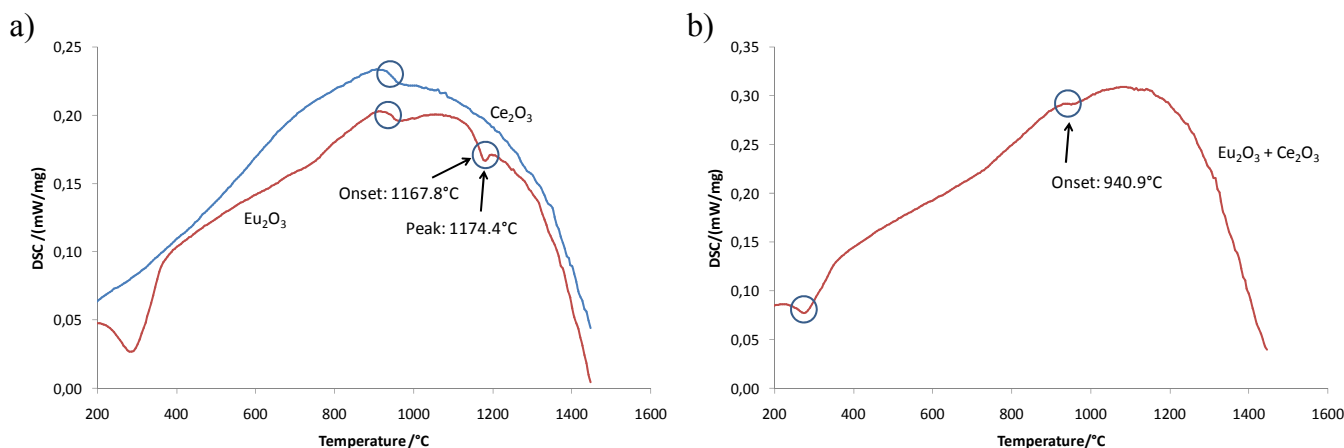 a)
0,25
0,20
0,15
0,10
0,05
0,00
DSC /(mW/mg)
200 400 600 800 1000 1200 1400 1600
Temperature /°C
Ce₂O₃
Eu₂O₃
Onset: 1167.8°C
Peak: 1174.4°C
b)
0,35
0,30
0,25
0,20
0,15
0,10
0,05
0,00
DSC/(mW/mg)
200 400 600 800 1000 1200 1400 1600
Temperature/°C
Eu₂O₃ + Ce₂O₃
Onset: 940.9°C